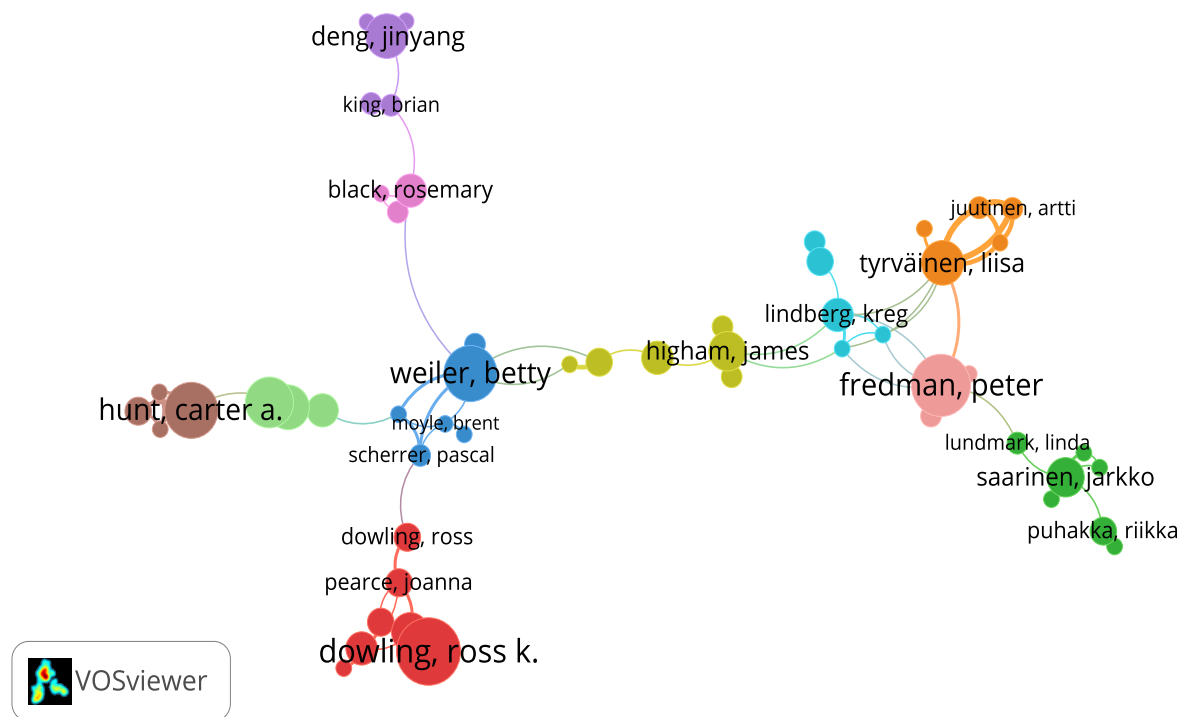 deng, jinyang
king, brian
black, rosemary
juutinen, artti
tyrväinen, liisa
lindberg, kreg
higham, james
weiler, betty
fredman, peter
hunt, carter a.
moyle, brent
lundmark, linda
scherrer, pascal
saarinen, jarkko
puhakka, riikka
dowling, ross
pearce, joanna
dowling, ross k.
VOSviewer